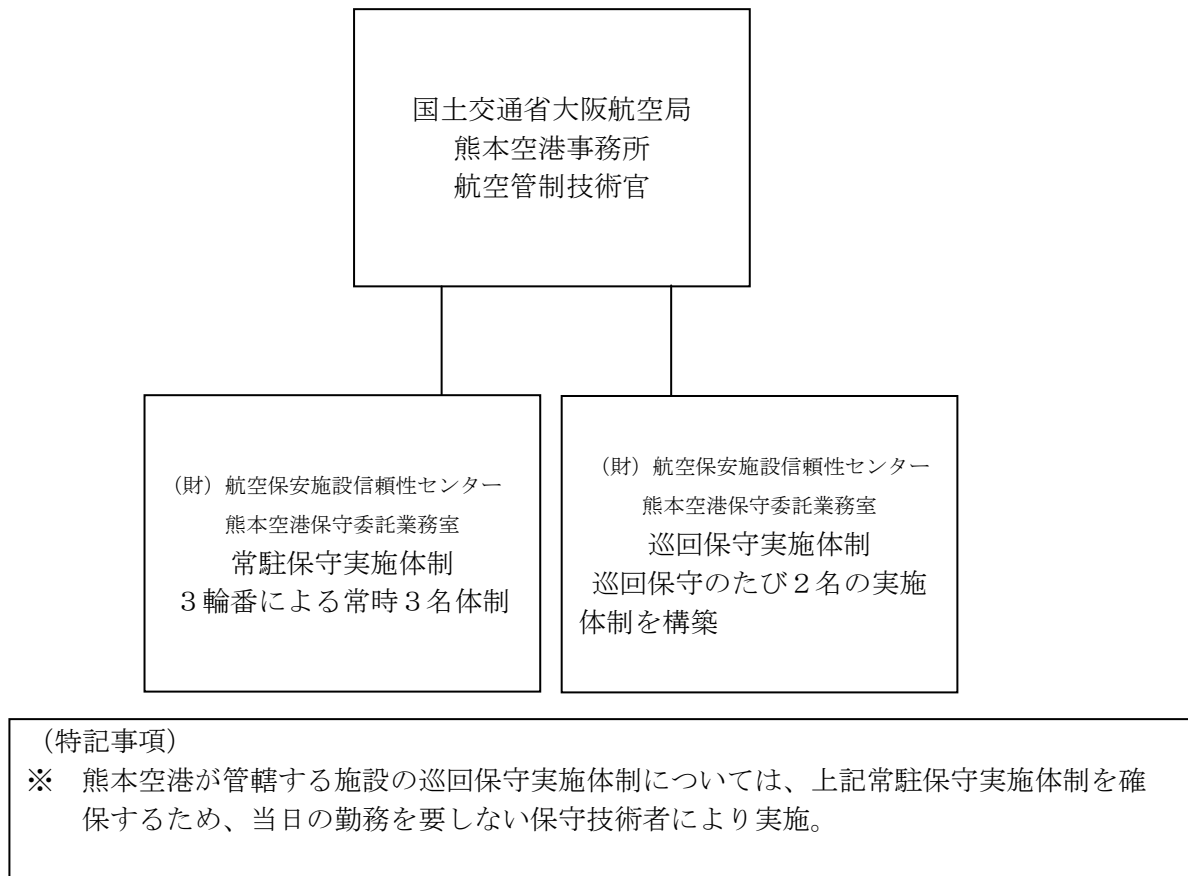 国土交通省大阪航空局
熊本空港事務所
航空管制技術官
（財）航空保安施設信頼性センター
熊本空港保守委託業務室
常駐保守実施体制
３輪番による常時３名体制
（財）航空保安施設信頼性センター
熊本空港保守委託業務室
巡回保守実施体制
巡回保守のたび２名の実施
体制を構築
（特記事項）
※　熊本空港が管轄する施設の巡回保守実施体制については、上記常駐保守実施体制を確
保するため、当日の勤務を要しない保守技術者により実施。